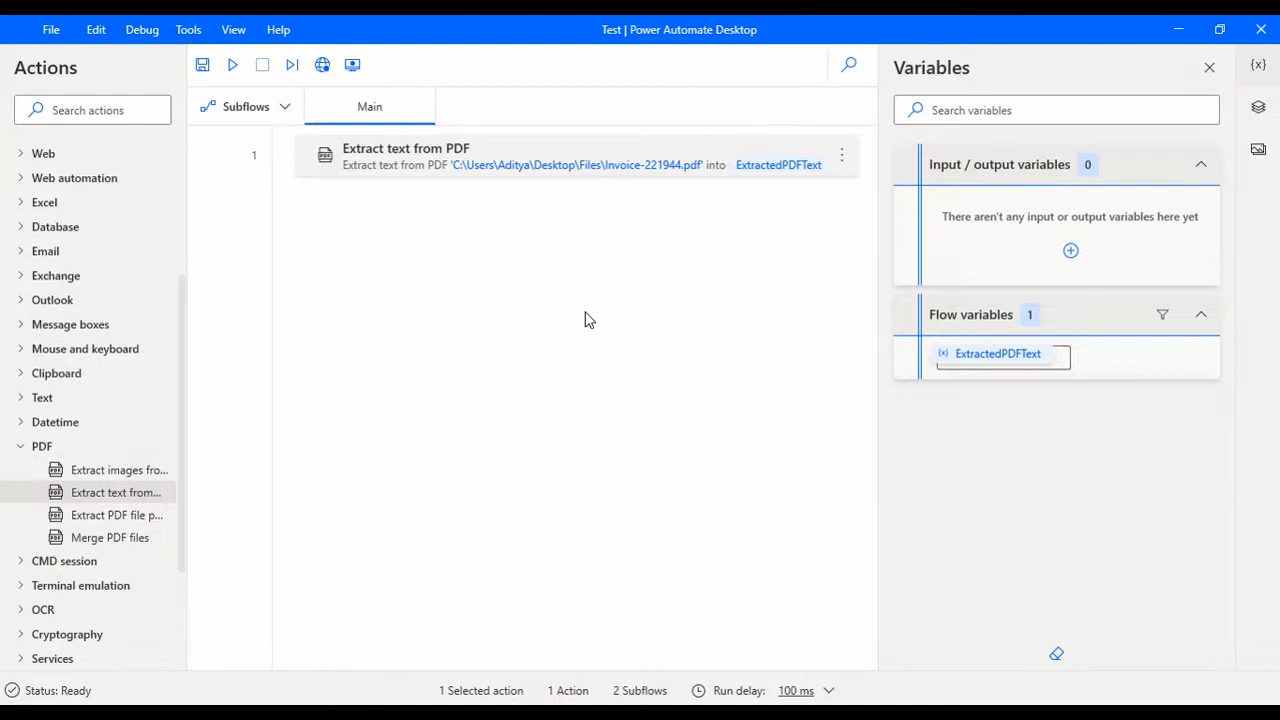 File Edit Debug Tools View Help Test | Power Automate Desktop
Actions
Search actions
Web
Web automation
Excel
Database
Email
Exchange
Outlook
Message boxes
Mouse and keyboard
Clipboard
Text
Datetime
PDF
Extract images fro...
Extract text from...
Extract PDF file p...
Merge PDF files
CMD session
Terminal emulation
OCR
Cryptography
Services
Subflows Main
1
Extract text from PDF
Extract text from PDF 'C:\Users\Aditya\Desktop\Files\Invoice-221944.pdf' into ExtractedPDFText
Variables
{x}
Search variables
Input / output variables 0
There aren't any input or output variables here yet
Flow variables 1
(x) ExtractedPDFText
Status: Ready 1 Selected action 1 Action 2 Subflows Run delay: 100 ms